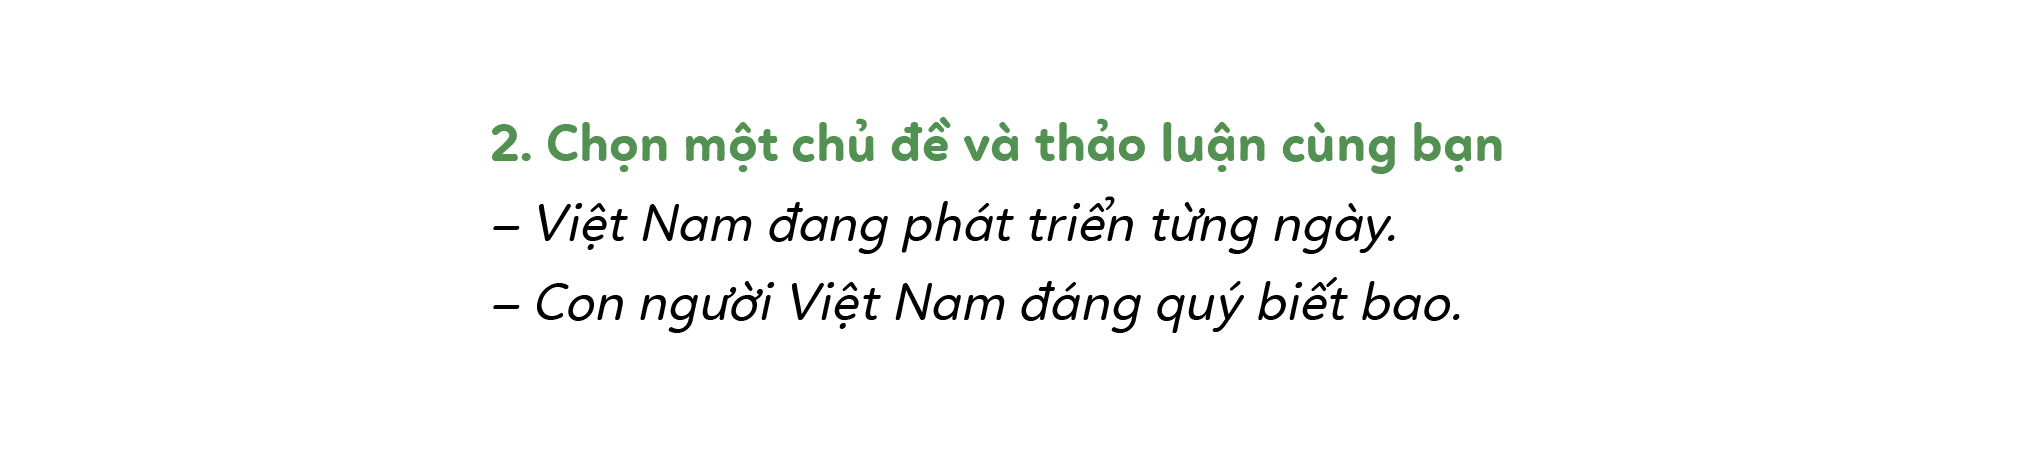 2. Chọn một chủ đề và thảo luận cùng bạn
– Việt Nam đang phát triển từng ngày.
– Con người Việt Nam đáng quý biết bao.